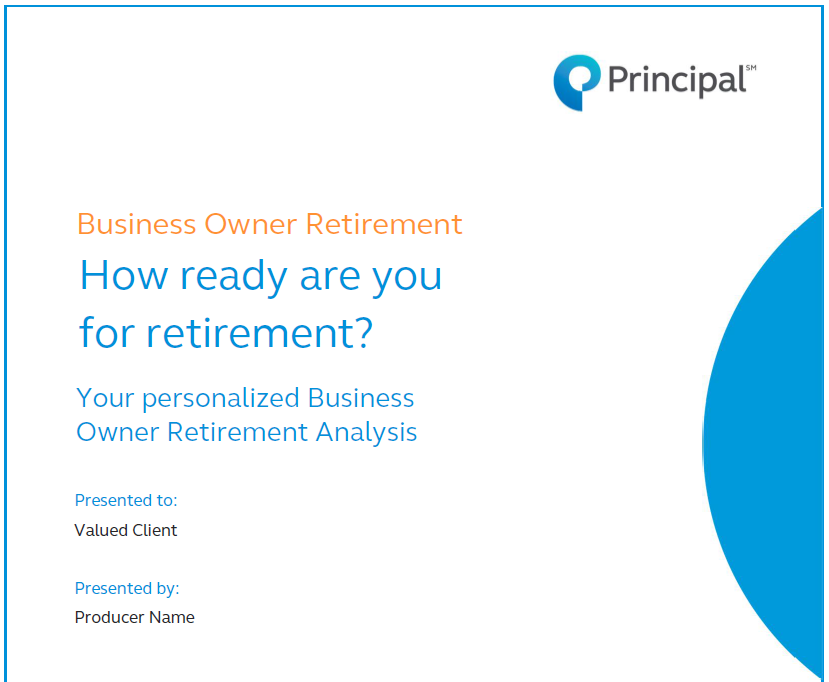 Principal℠
Business Owner Retirement
How ready are you
for retirement?
Your personalized Business
Owner Retirement Analysis
Presented to:
Valued Client
Presented by:
Producer Name